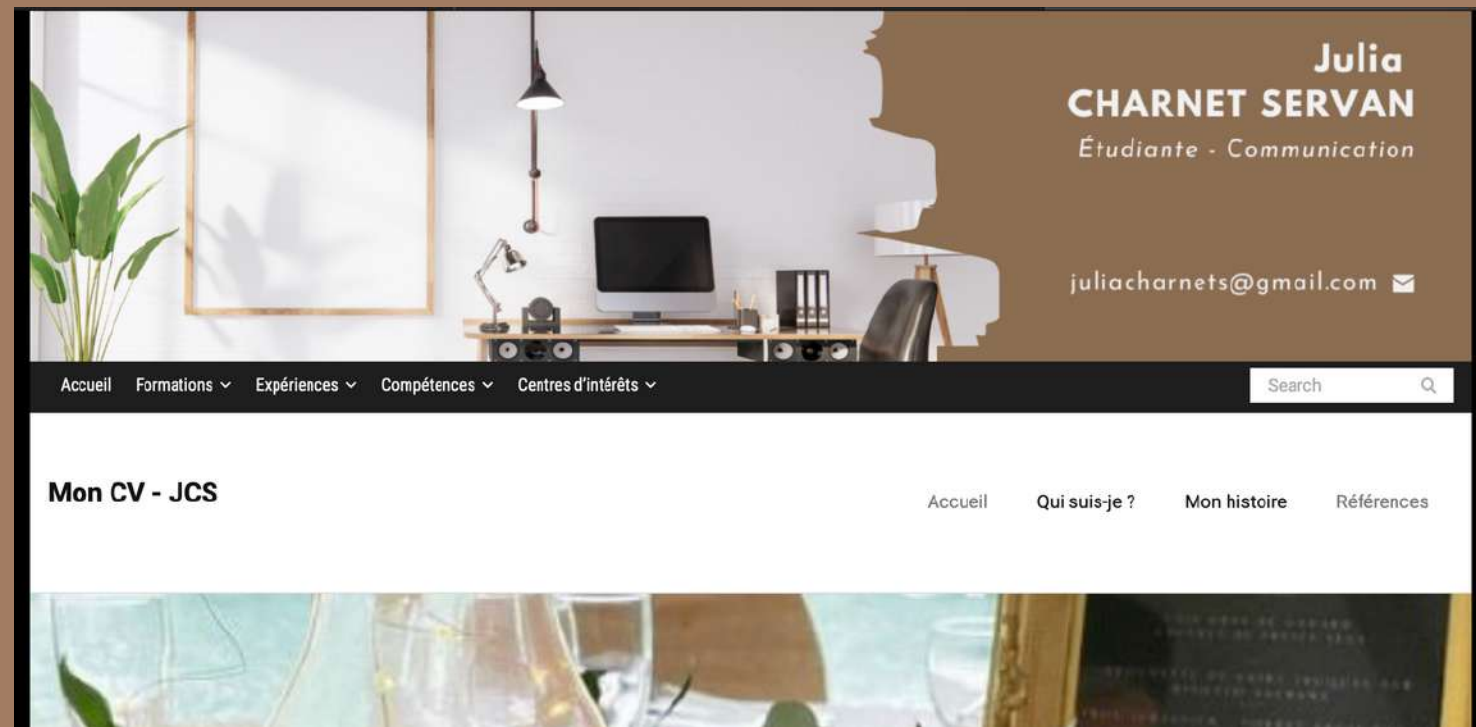 Julia
CHARNET SERVAN
Étudiante - Communication
juliacharnets@gmail.com
Accueil Formations Expériences Compétences Centres d'intérêts Search
Mon CV - JCS
Accueil Qui suis-je ? Mon histoire Références